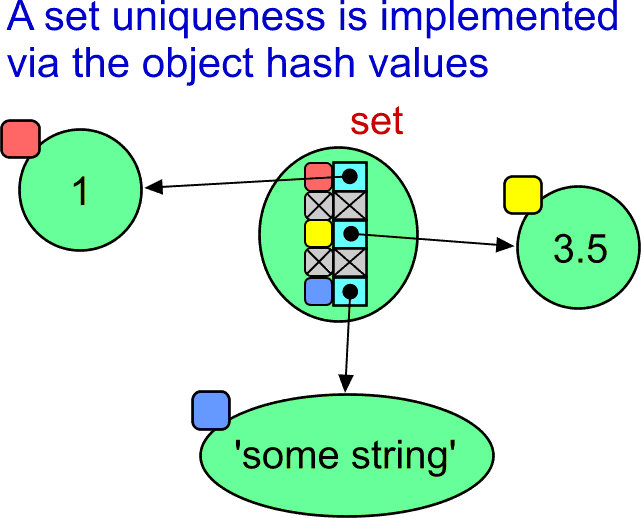 A set uniqueness is implemented
via the object hash values
set
1
3.5
'some string'